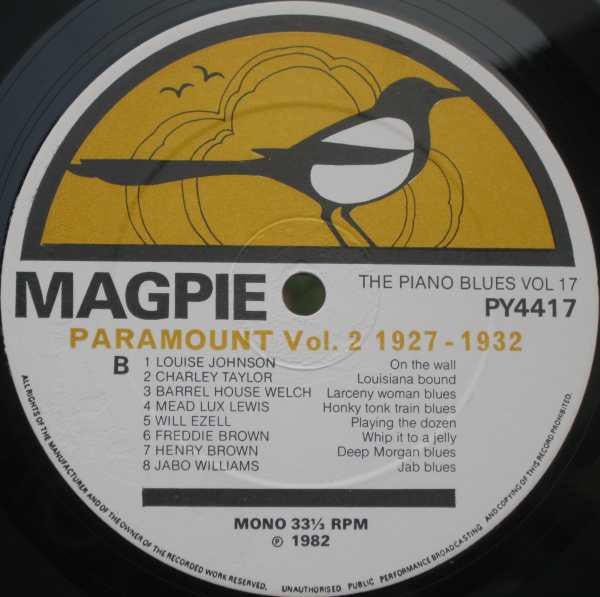 MAGPIE
THE PIANO BLUES VOL 17
PY4417
PARAMOUNT Vol. 2 1927 - 1932
B
1 LOUISE JOHNSON On the wall
2 CHARLEY TAYLOR Louisiana bound
3 BARREL HOUSE WELCH Larceny woman blues
4 MEAD LUX LEWIS Honky tonk train blues
5 WILL EZELL Playing the dozen
6 FREDDIE BROWN Whip it to a jelly
7 HENRY BROWN Deep Morgan blues
8 JABO WILLIAMS Jab blues
MONO 33⅓ RPM
℗ 1982
ALL RIGHTS OF THE MANUFACTURER AND OF THE OWNER OF THE RECORDED WORK RESERVED. UNAUTHORISED PUBLIC PERFORMANCE BROADCASTING AND COPYING OF THIS RECORD PROHIBITED.